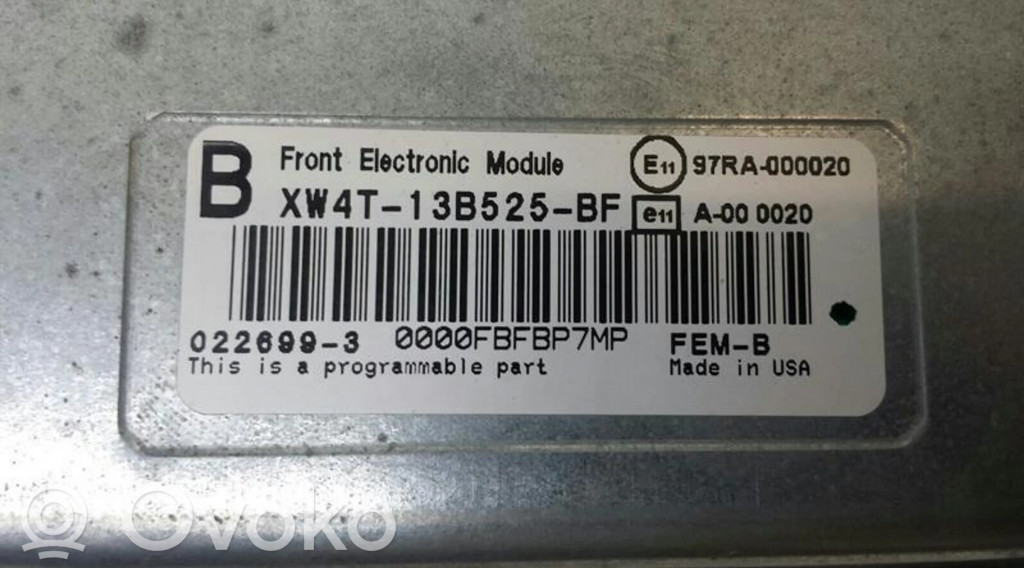 B Front Electronic Module E11 97RA-000020
XW4T-13B525-BF e11 A-00 0020
022699-3 0000FBFBP7MP FEM-B
This is a programmable part Made in USA
Ovoko